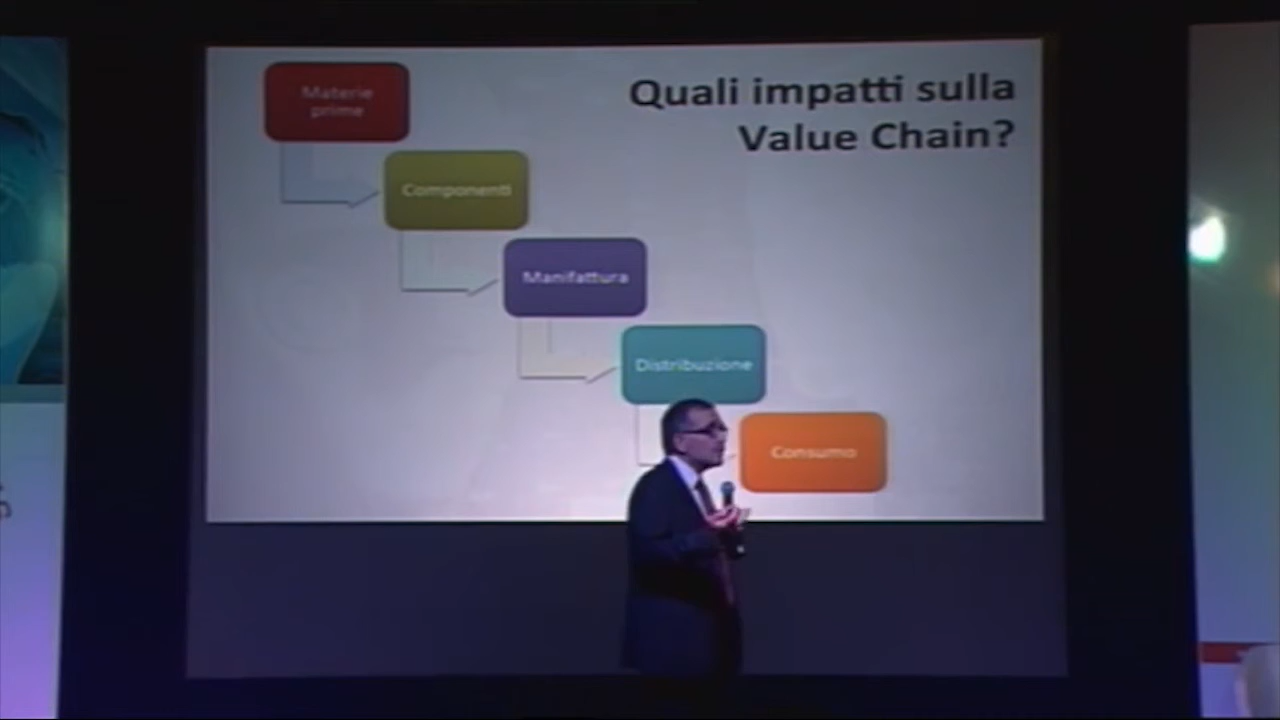 Quali impatti sulla
Value Chain?
Materie
prime
Componenti
Manifattura
Distribuzione
Consumo